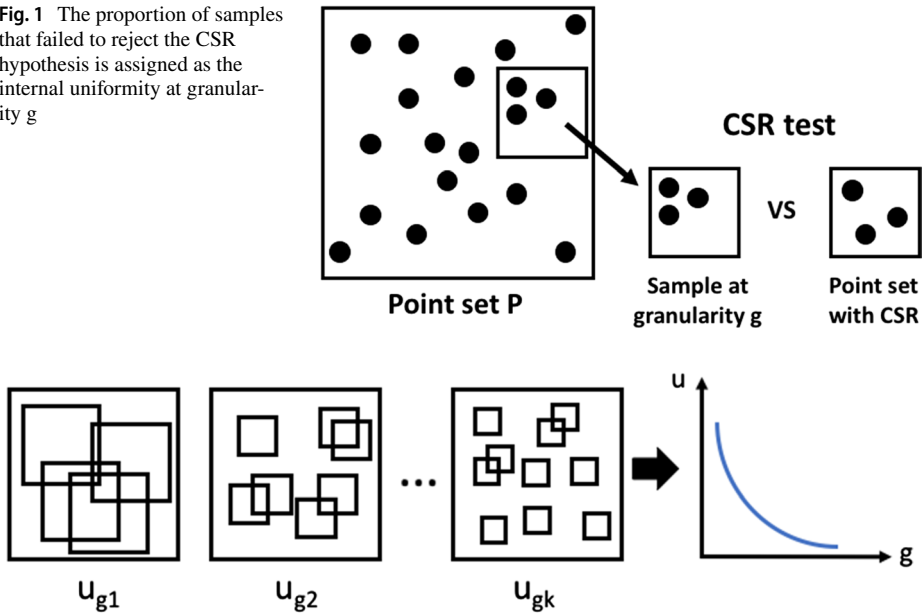 Fig. 1 The proportion of samples
that failed to reject the CSR
hypothesis is assigned as the
internal uniformity at granular-
ity g
CSR test
VS
Point set P
Sample at
granularity g
Point set
with CSR
u
...
g
ug1
ug2
ugk